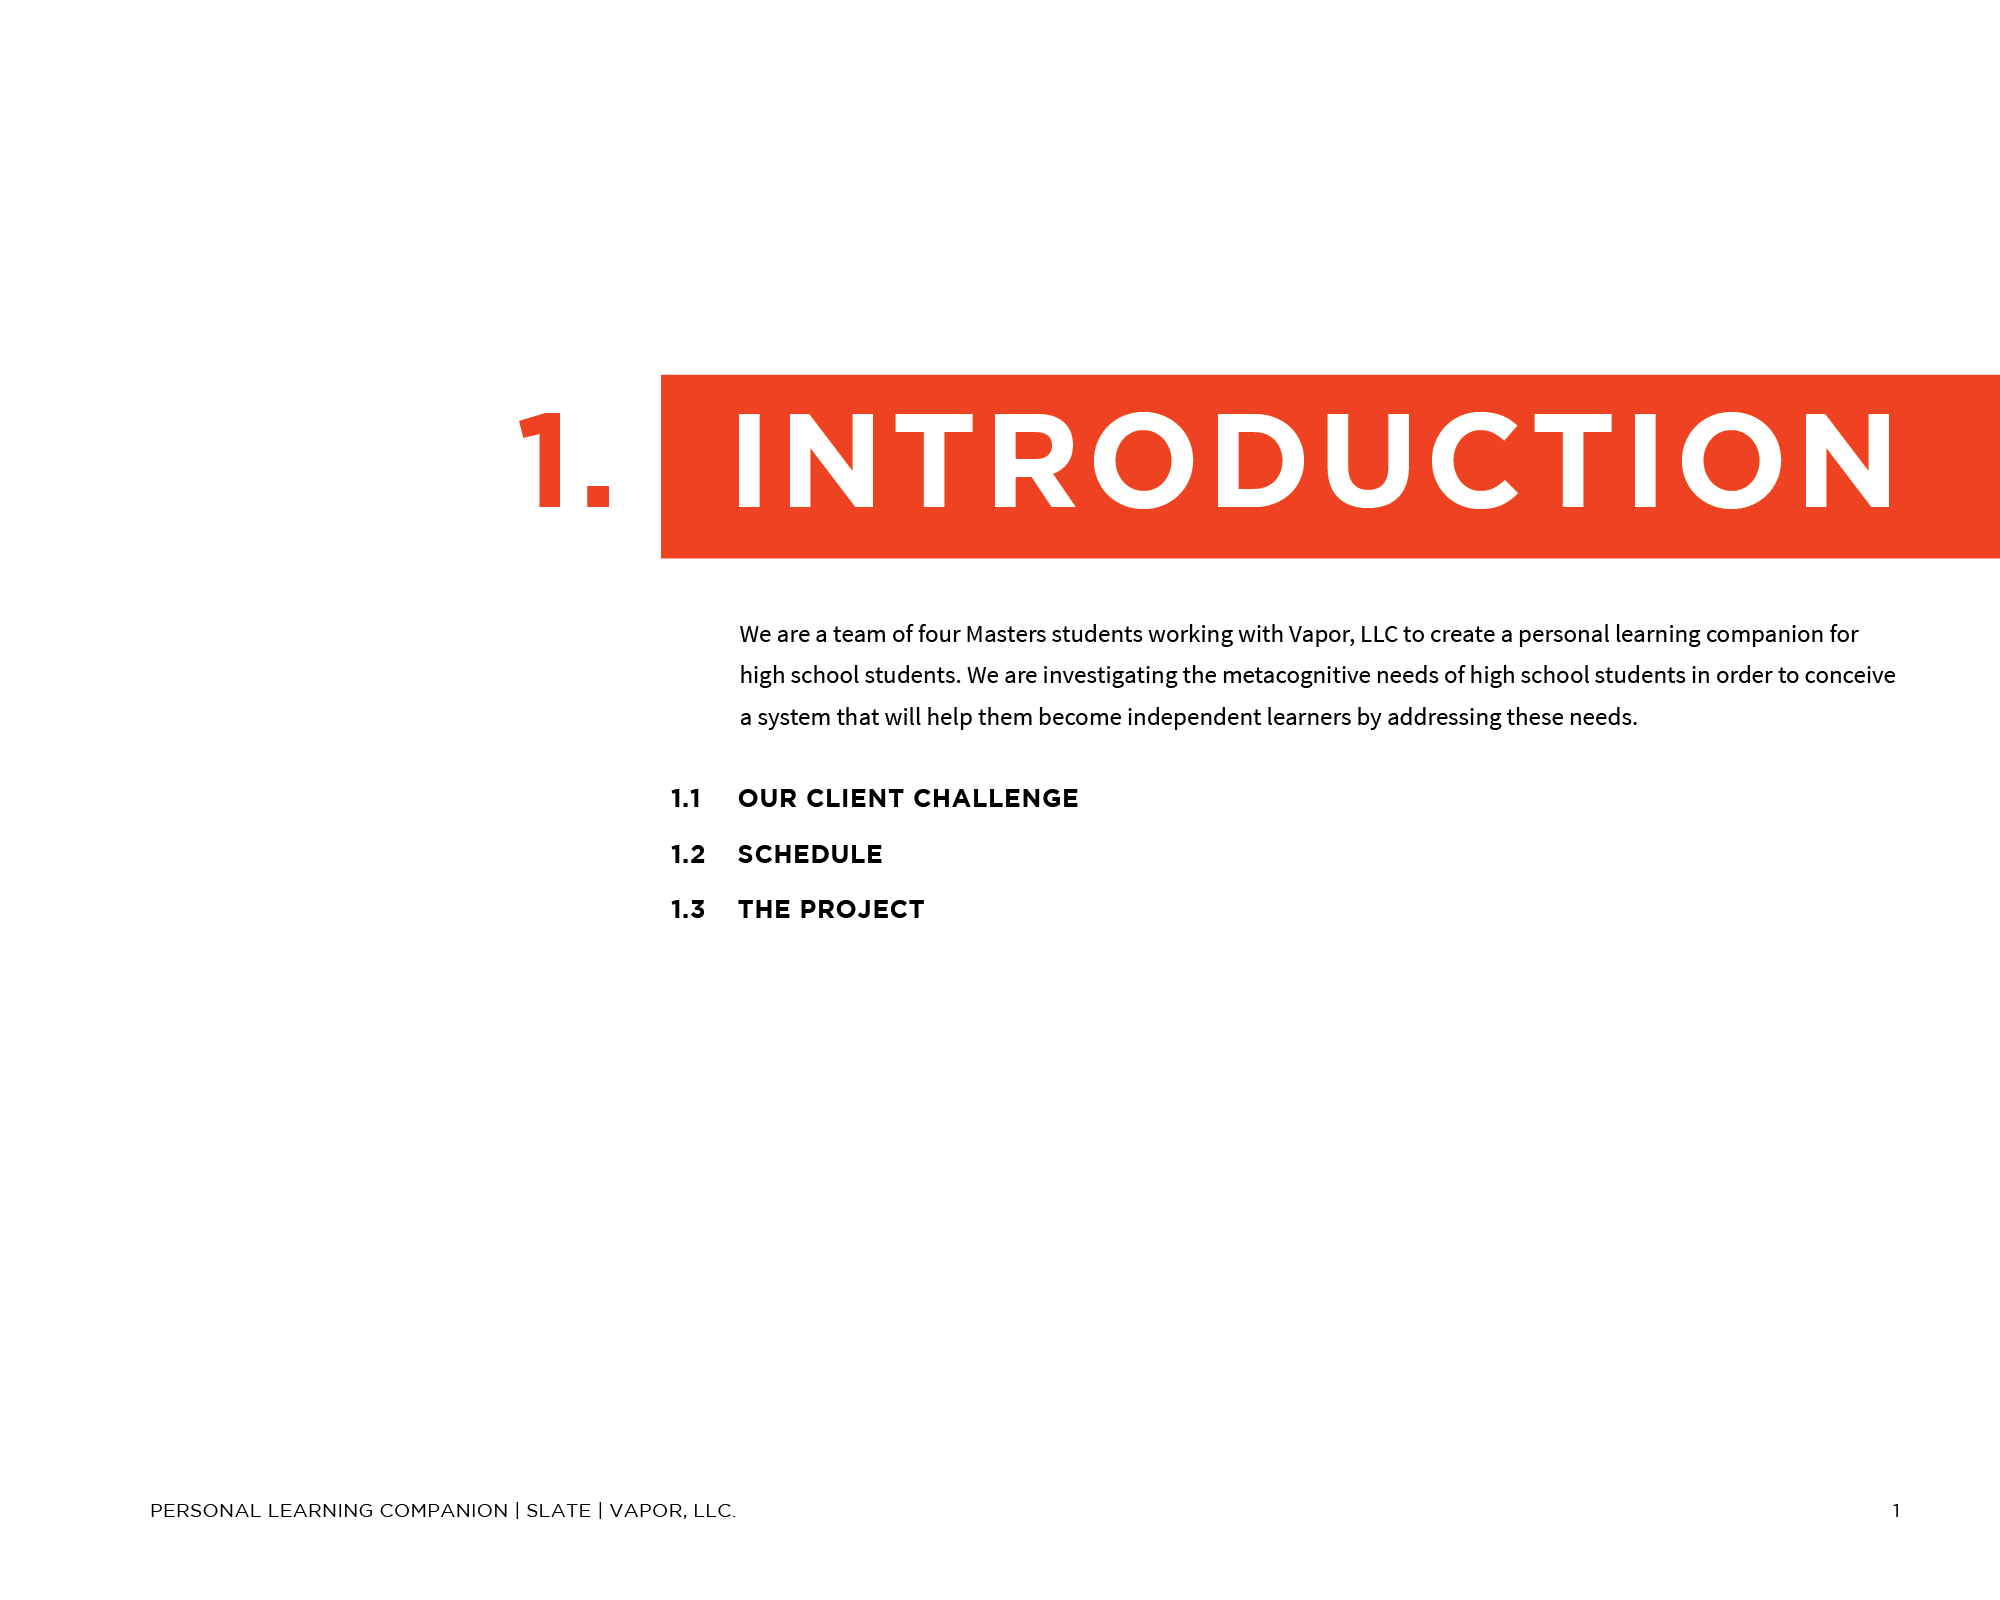 1. INTRODUCTION
We are a team of four Masters students working with Vapor, LLC to create a personal learning companion for
high school students. We are investigating the metacognitive needs of high school students in order to conceive
a system that will help them become independent learners by addressing these needs.
1.1 OUR CLIENT CHALLENGE
1.2 SCHEDULE
1.3 THE PROJECT
PERSONAL LEARNING COMPANION | SLATE | VAPOR, LLC. 1